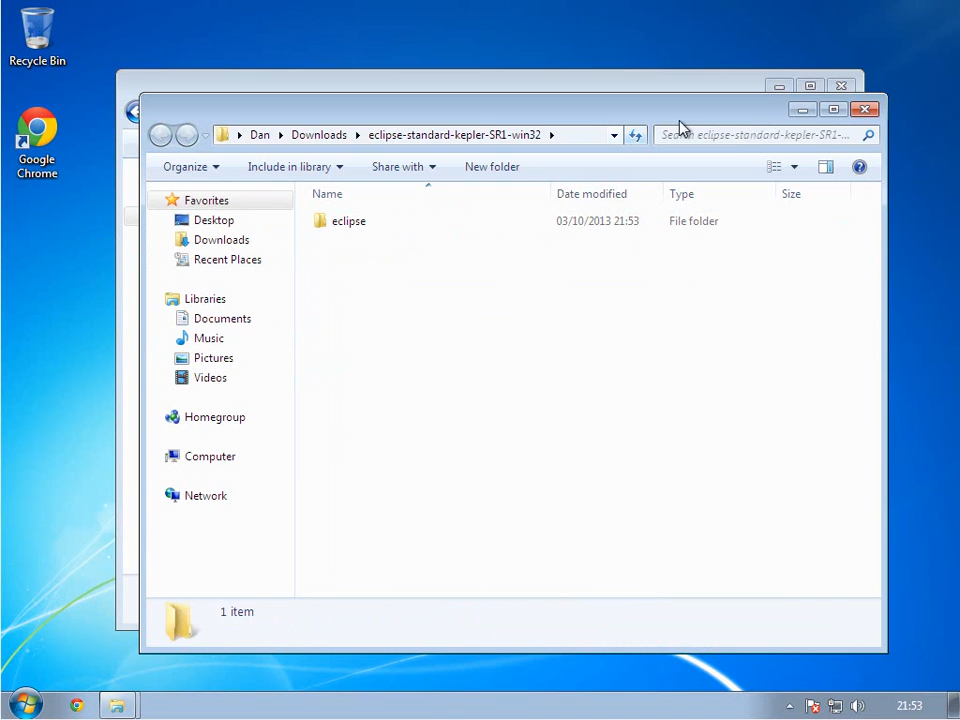 Recycle Bin
Google
Chrome
Dan Downloads eclipse-standard-kepler-SR1-win32
Search eclipse-standard-kepler-SR1-...
Organize Include in library Share with New folder
Name Date modified Type Size
eclipse 03/10/2013 21:53 File folder
Favorites
Desktop
Downloads
Recent Places
Libraries
Documents
Music
Pictures
Videos
Homegroup
Computer
Network
1 item
21:53